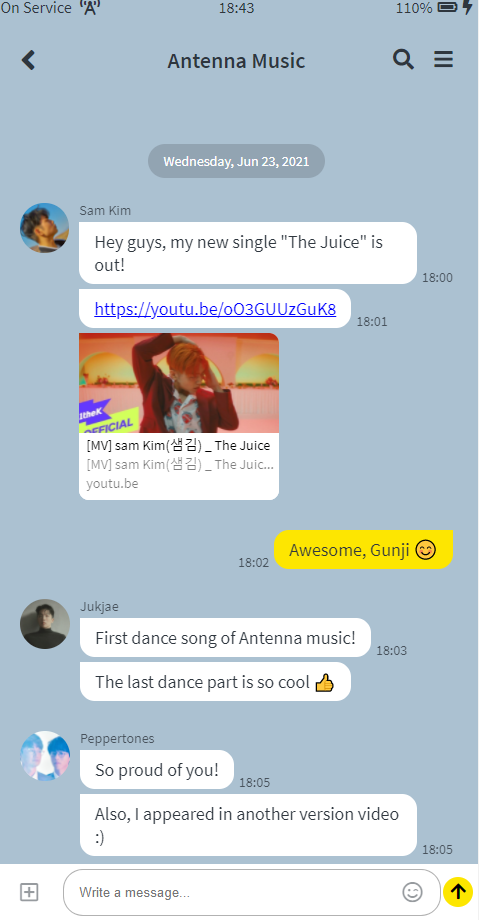 On Service 18:43 110%
Antenna Music
Wednesday, Jun 23, 2021
Sam Kim
Hey guys, my new single "The Juice" is
out!
18:00
https://youtu.be/oO3GUUzGuK8
18:01
1theK
OFFICIAL
[MV] sam Kim(샘김) _ The Juice
[MV] sam Kim(샘김) _ The Juic...
youtu.be
Awesome, Gunji 😊
18:02
Jukjae
First dance song of Antenna music!
18:03
The last dance part is so cool 👍
Peppertones
So proud of you!
18:05
Also, I appeared in another version video
:)
18:05
Write a message...